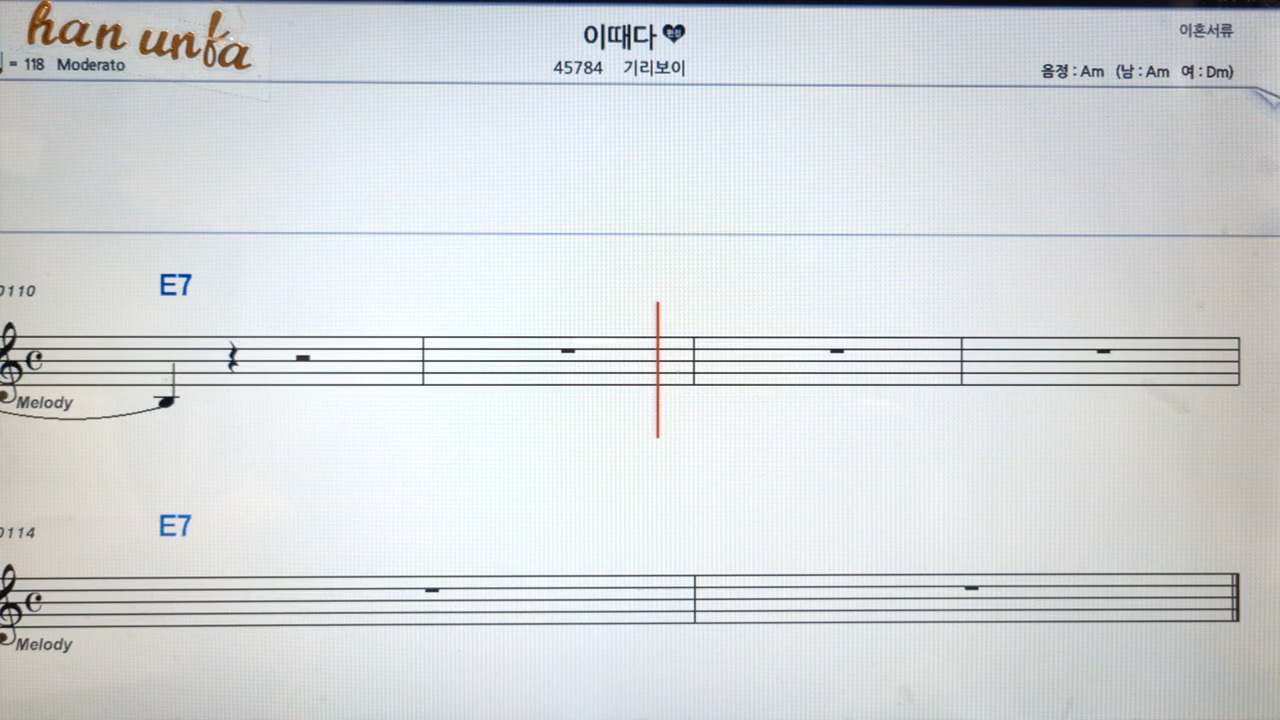 han unfa
이때다
이혼서류
= 118 Moderato
45784 기리보이
음정 : Am (남 : Am 여 : Dm)
0110
E7
Melody
0114
E7
Melody